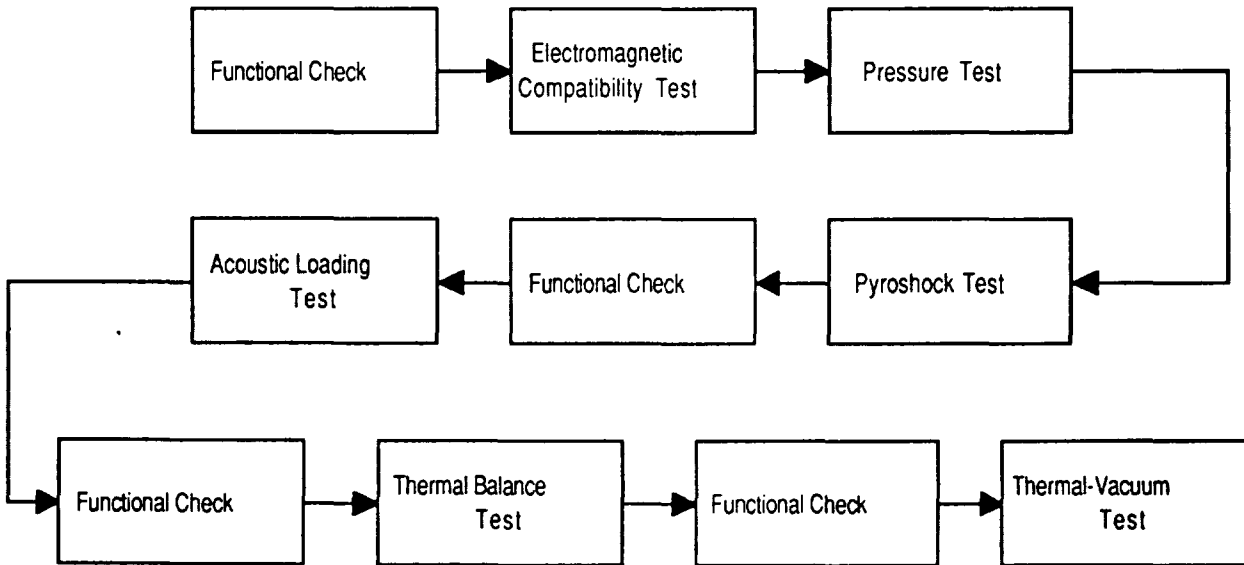 Functional Check
Electromagnetic
Compatibility Test
Pressure Test
Pyroshock Test
Functional Check
Acoustic Loading
Test
Functional Check
Thermal Balance
Test
Functional Check
Thermal-Vacuum
Test